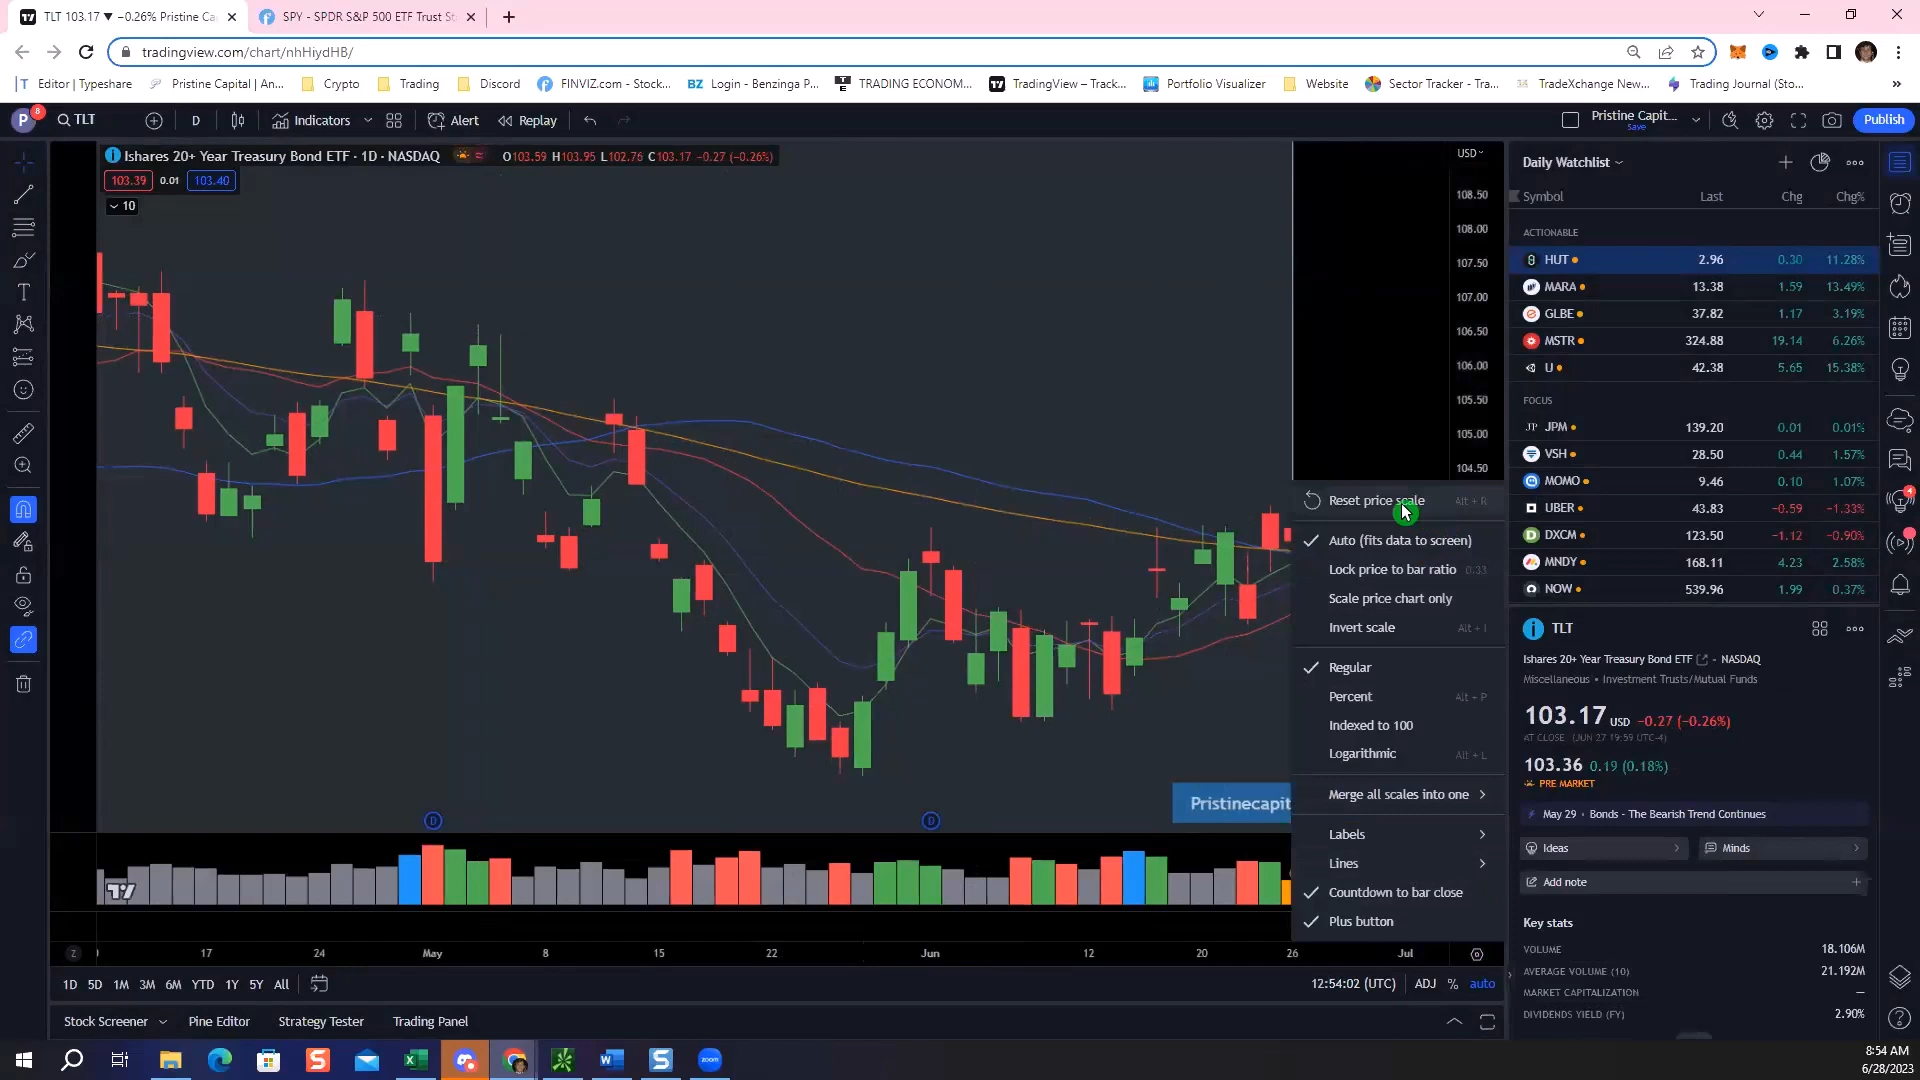 TLT 103.17 ▼ −0.26% Pristine Ca
SPY - SPDR S&P 500 ETF Trust St
tradingview.com/chart/nhHiydHB/
Editor | Typeshare
Pristine Capital | An...
Crypto
Trading
Discord
FINVIZ.com - Stock...
BZ Login - Benzinga P...
TRADING ECONOM...
TradingView – Track...
Portfolio Visualizer
Website
Sector Tracker - Tra...
TradeXchange New...
Trading Journal (Sto...
P 8
TLT
D
Indicators
Alert
Replay
Pristine Capit...
Save
Publish
Ishares 20+ Year Treasury Bond ETF · 1D · NASDAQ
O103.59 H103.95 L102.76 C103.17 −0.27 (−0.26%)
103.39 0.01 103.40
10
USD
108.50
108.00
107.50
107.00
106.50
106.00
105.50
105.00
104.50
Reset price scale Alt + R
Auto (fits data to screen)
Lock price to bar ratio 0.33
Scale price chart only
Invert scale Alt + I
Regular
Percent Alt + P
Indexed to 100
Logarithmic Alt + L
Merge all scales into one
Labels
Lines
Countdown to bar close
Plus button
Pristinecapit
D
D
Z
17 24 May 8 15 22 Jun 12 20 26 Jul
1D 5D 1M 3M 6M YTD 1Y 5Y All
12:54:02 (UTC) ADJ % auto
Stock Screener
Pine Editor
Strategy Tester
Trading Panel
Daily Watchlist
Symbol Last Chg Chg%
ACTIONABLE
HUT 2.96 0.30 11.28%
MARA 13.38 1.59 13.49%
GLBE 37.82 1.17 3.19%
MSTR 324.88 19.14 6.26%
U 42.38 5.65 15.38%
FOCUS
JP JPM 139.20 0.01 0.01%
VSH 28.50 0.44 1.57%
MOMO 9.46 0.10 1.07%
UBER 43.83 −0.59 −1.33%
DXCM 123.50 −1.12 −0.90%
MNDY 168.11 4.23 2.58%
NOW 539.96 1.99 0.37%
TLT
Ishares 20+ Year Treasury Bond ETF - NASDAQ
Miscellaneous • Investment Trusts/Mutual Funds
103.17 USD −0.27 (−0.26%)
AT CLOSE (JUN 27 19:59 UTC-4)
103.36 0.19 (0.18%)
PRE MARKET
May 29 · Bonds - The Bearish Trend Continues
Ideas
Minds
Add note
Key stats
VOLUME 18.106M
AVERAGE VOLUME (10) 21.192M
MARKET CAPITALIZATION —
DIVIDENDS YIELD (FY) 2.90%
4
8:54 AM
6/28/2023